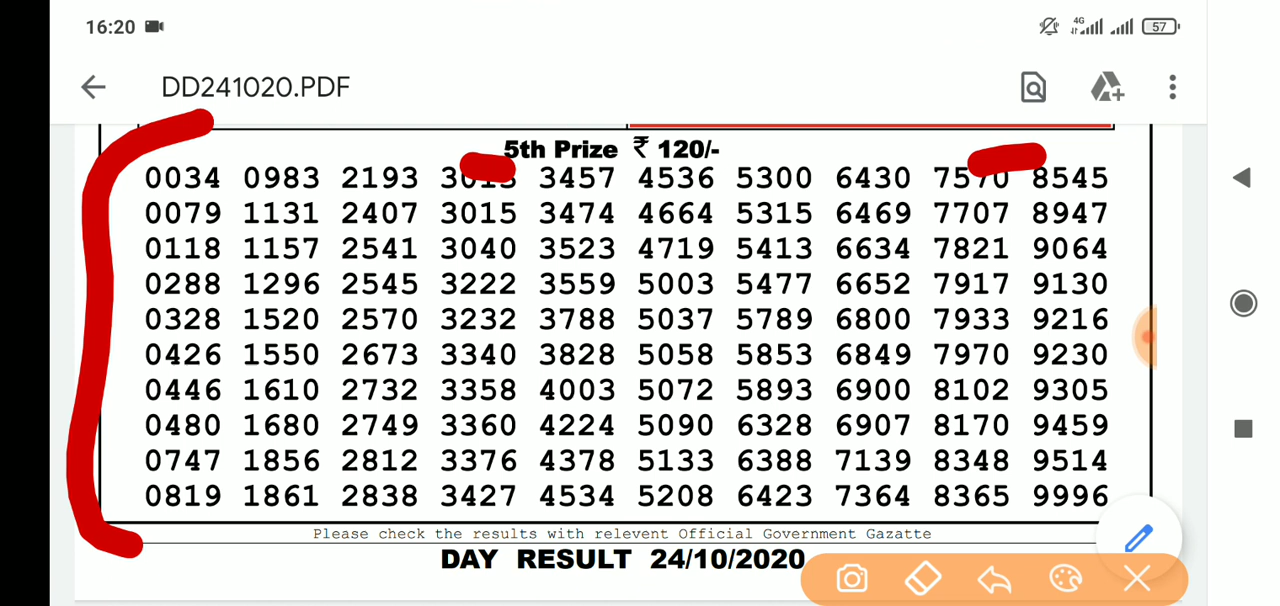 16:20 4G 57
DD241020.PDF
5th Prize ₹ 120/-
0034 0983 2193 3457 4536 5300 6430 7570 8545
0079 1131 2407 3015 3474 4664 5315 6469 7707 8947
0118 1157 2541 3040 3523 4719 5413 6634 7821 9064
0288 1296 2545 3222 3559 5003 5477 6652 7917 9130
0328 1520 2570 3232 3788 5037 5789 6800 7933 9216
0426 1550 2673 3340 3828 5058 5853 6849 7970 9230
0446 1610 2732 3358 4003 5072 5893 6900 8102 9305
0480 1680 2749 3360 4224 5090 6328 6907 8170 9459
0747 1856 2812 3376 4378 5133 6388 7139 8348 9514
0819 1861 2838 3427 4534 5208 6423 7364 8365 9996
Please check the results with relevent Official Government Gazatte
DAY RESULT 24/10/2020